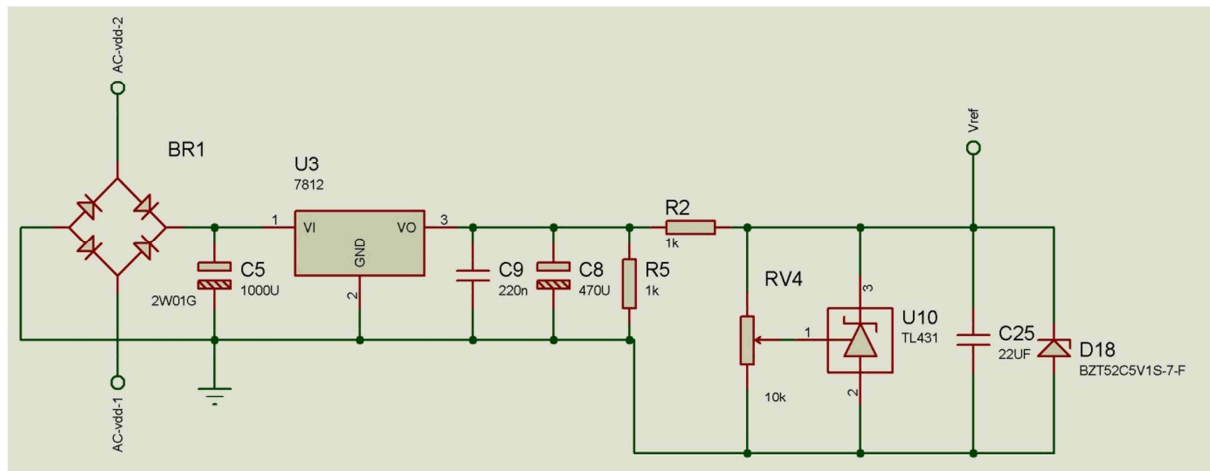 AC-vdd-2
BR1
2W01G
AC-vdd-1
C5
1000U
U3
7812
1
VI
VO
3
GND
2
C9
220n
C8
470U
R5
1k
R2
1k
RV4
10k
1
3
2
U10
TL431
Vref
C25
22UF
D18
BZT52C5V1S-7-F